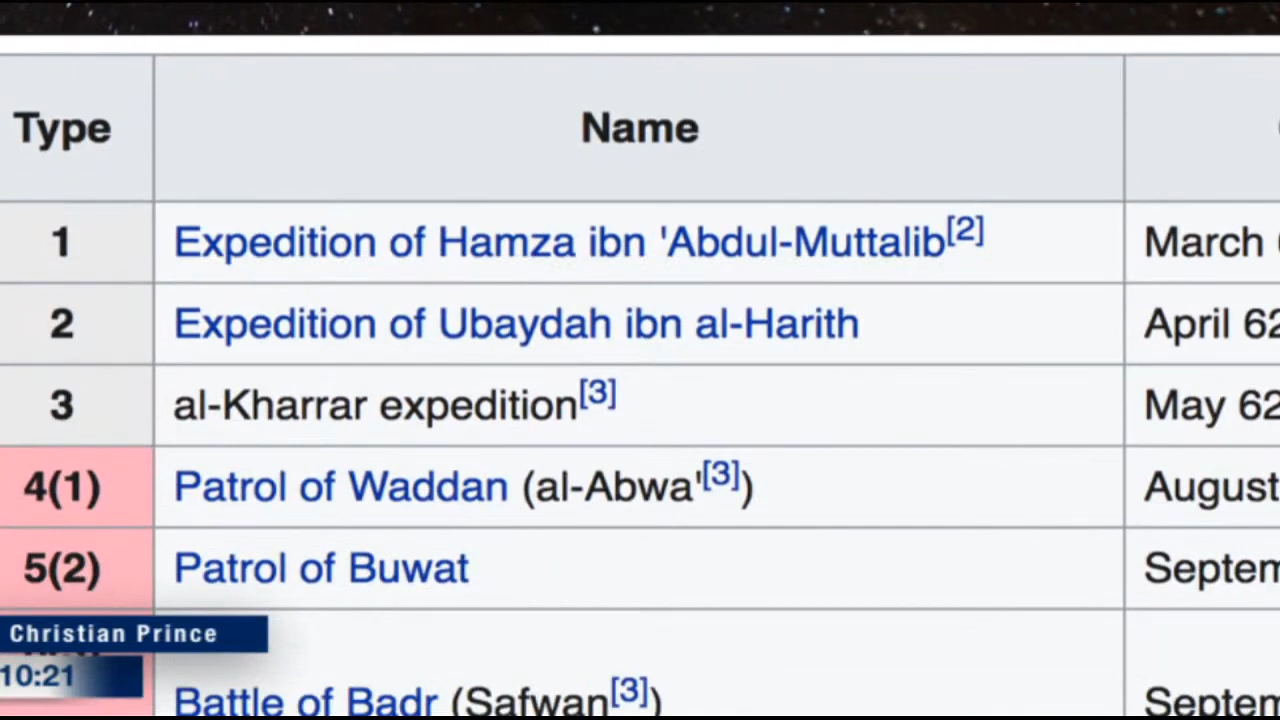 Type Name
1 Expedition of Hamza ibn 'Abdul-Muttalib[2] March
2 Expedition of Ubaydah ibn al-Harith April 62
3 al-Kharrar expedition[3] May 62
4(1) Patrol of Waddan (al-Abwa'[3]) August
5(2) Patrol of Buwat Septem
Christian Prince
10:21
Battle of Badr (Safwan[3]) Septem